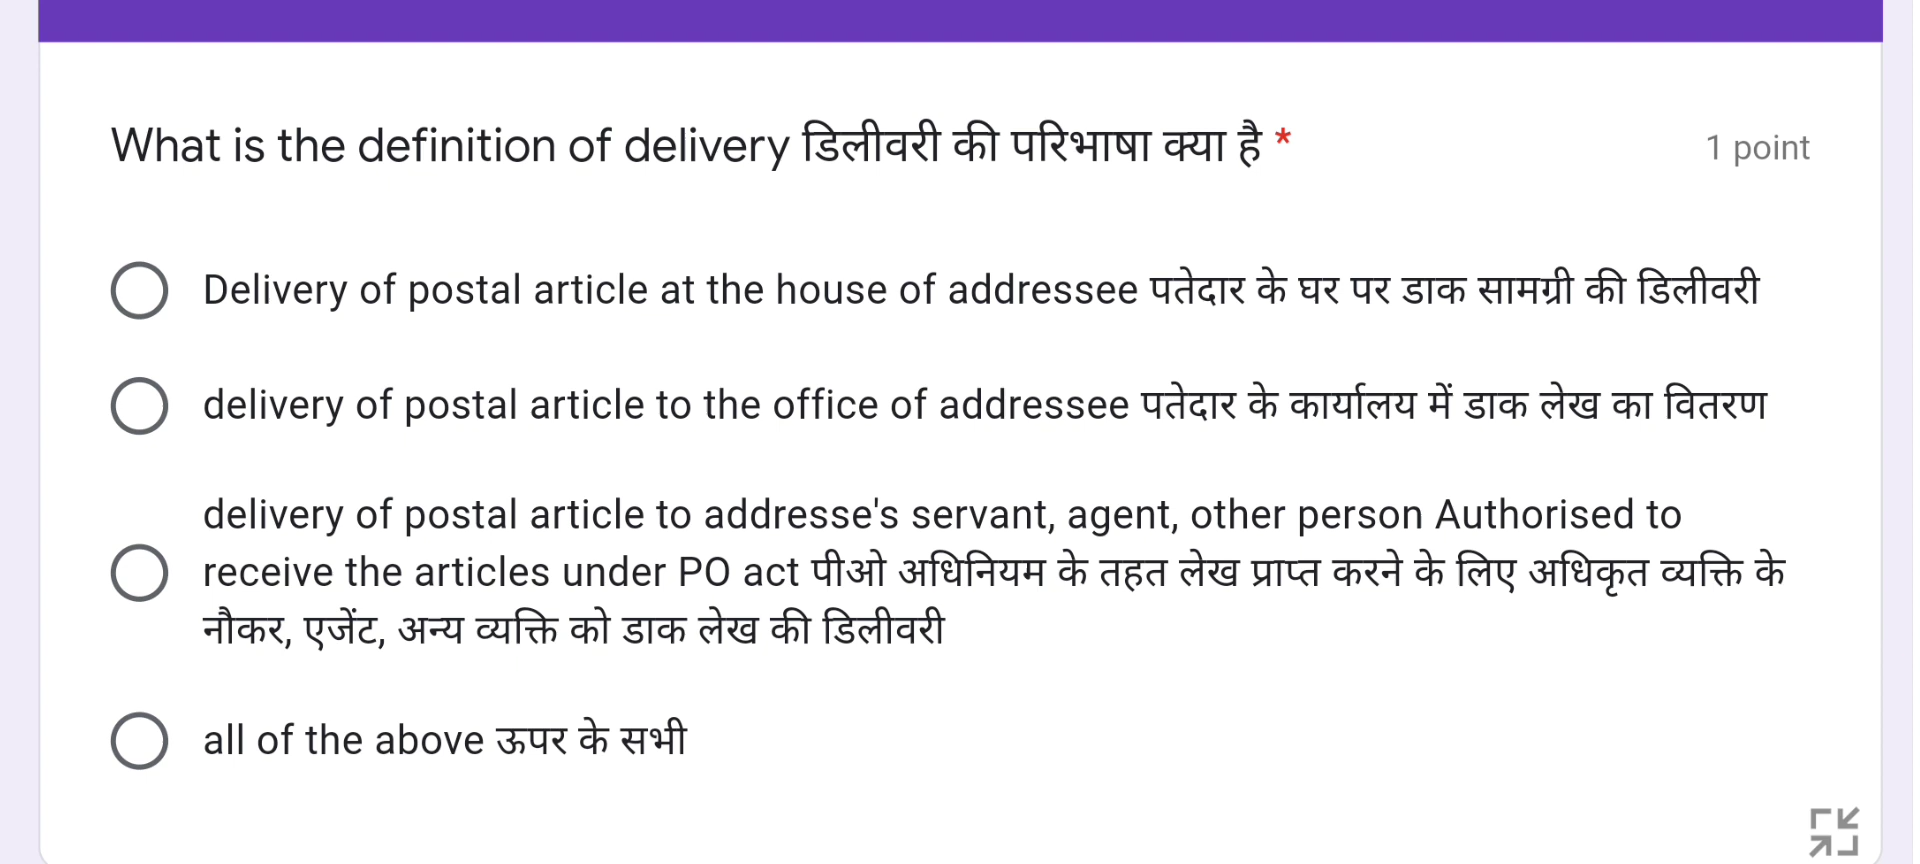 What is the definition of delivery डिलीवरी की परिभाषा क्या है *
1 point
Delivery of postal article at the house of addressee पतेदार के घर पर डाक सामग्री की डिलीवरी
delivery of postal article to the office of addressee पतेदार के कार्यालय में डाक लेख का वितरण
delivery of postal article to addresse's servant, agent, other person Authorised to
receive the articles under PO act पीओ अधिनियम के तहत लेख प्राप्त करने के लिए अधिकृत व्यक्ति के
नौकर, एजेंट, अन्य व्यक्ति को डाक लेख की डिलीवरी
all of the above ऊपर के सभी